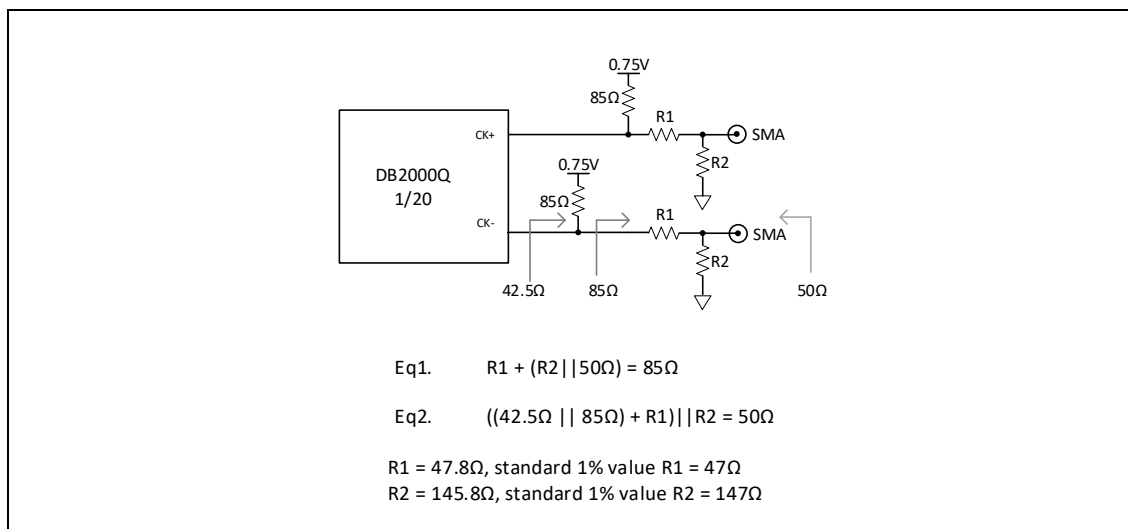 0.75V
85Ω
R1
CK+
SMA
R2
DB2000Q
1/20
0.75V
85Ω
R1
CK-
SMA
R2
42.5Ω
85Ω
50Ω
Eq1. R1 + (R2||50Ω) = 85Ω
Eq2. ((42.5Ω || 85Ω) + R1)||R2 = 50Ω
R1 = 47.8Ω, standard 1% value R1 = 47Ω
R2 = 145.8Ω, standard 1% value R2 = 147Ω